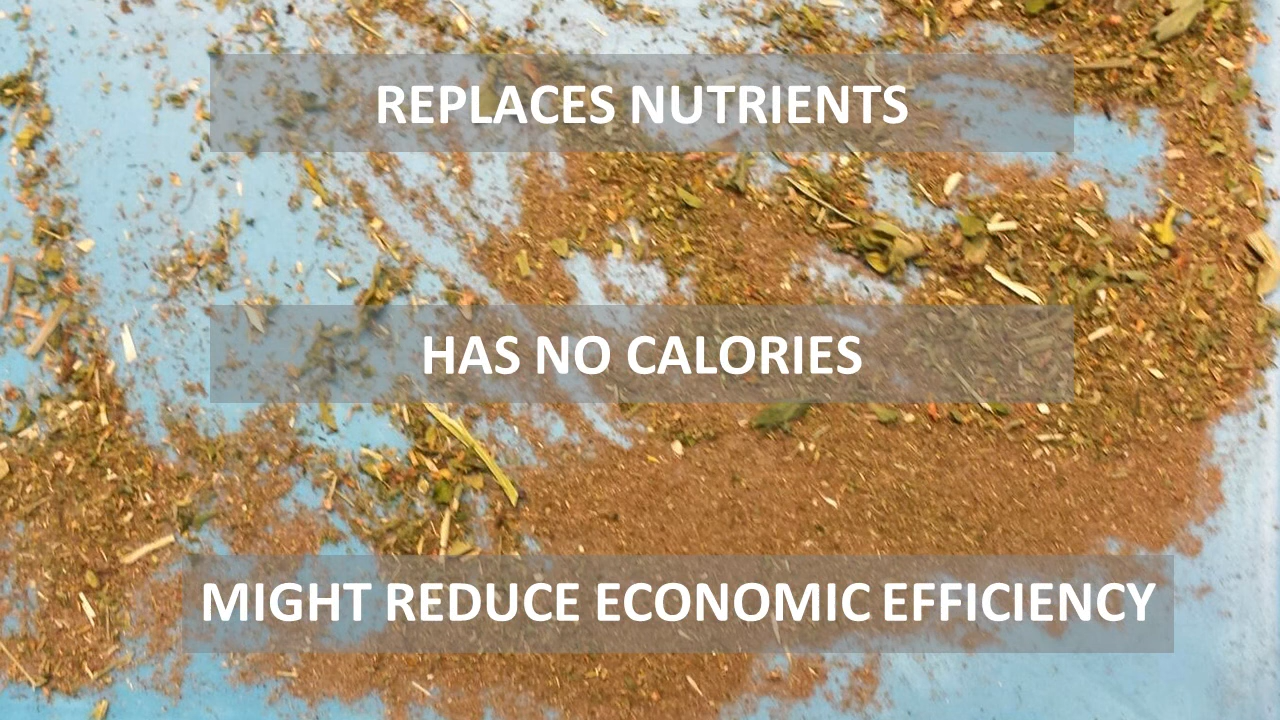 REPLACES NUTRIENTS
HAS NO CALORIES
MIGHT REDUCE ECONOMIC EFFICIENCY